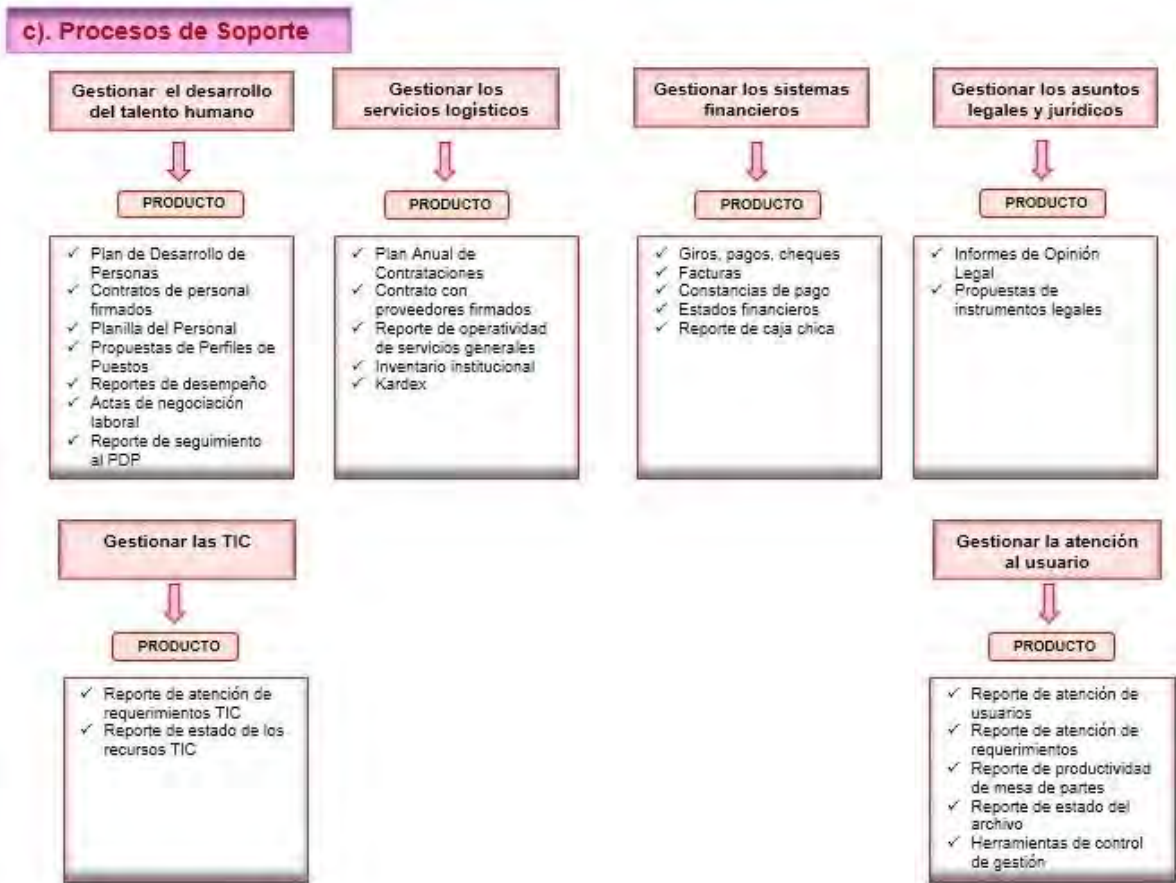 c). Procesos de Soporte
Gestionar el desarrollo
del talento humano
PRODUCTO
✓ Plan de Desarrollo de
Personas
✓ Contratos de personal
firmados
✓ Planilla del Personal
✓ Propuestas de Perfiles de
Puestos
✓ Reportes de desempeño
✓ Actas de negociación
laboral
✓ Reporte de seguimiento
al PDP
Gestionar los
servicios logísticos
PRODUCTO
✓ Plan Anual de
Contrataciones
✓ Contrato con
proveedores firmados
✓ Reporte de operatividad
de servicios generales
✓ Inventario institucional
✓ Kardex
Gestionar los sistemas
financieros
PRODUCTO
✓ Giros, pagos, cheques
✓ Facturas
✓ Constancias de pago
✓ Estados financieros
✓ Reporte de caja chica
Gestionar los asuntos
legales y jurídicos
PRODUCTO
✓ Informes de Opinión
Legal
✓ Propuestas de
instrumentos legales
Gestionar las TIC
PRODUCTO
✓ Reporte de atención de
requerimientos TIC
✓ Reporte de estado de los
recursos TIC
Gestionar la atención
al usuario
PRODUCTO
✓ Reporte de atención de
usuarios
✓ Reporte de atención de
requerimientos
✓ Reporte de productividad
de mesa de partes
✓ Reporte de estado del
archivo
✓ Herramientas de control
de gestión